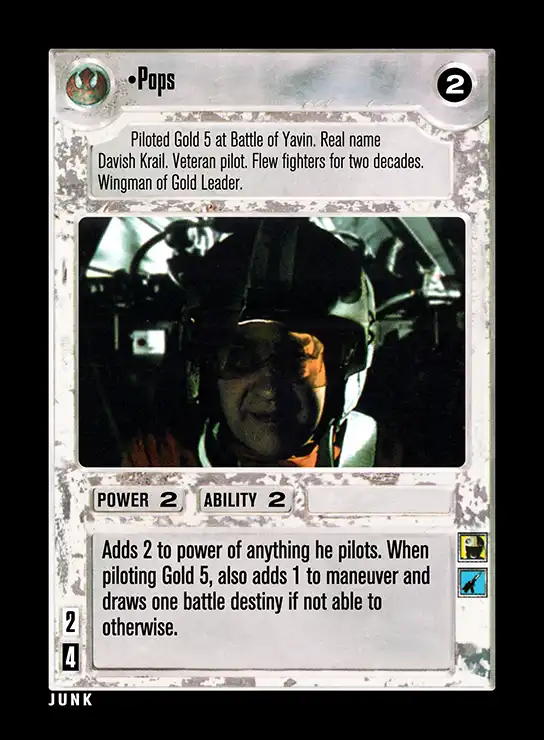 •Pops
2
Piloted Gold 5 at Battle of Yavin. Real name
Davish Krail. Veteran pilot. Flew fighters for two decades.
Wingman of Gold Leader.
POWER 2 ABILITY 2
Adds 2 to power of anything he pilots. When
piloting Gold 5, also adds 1 to maneuver and
draws one battle destiny if not able to
otherwise.
2
4
JUNK